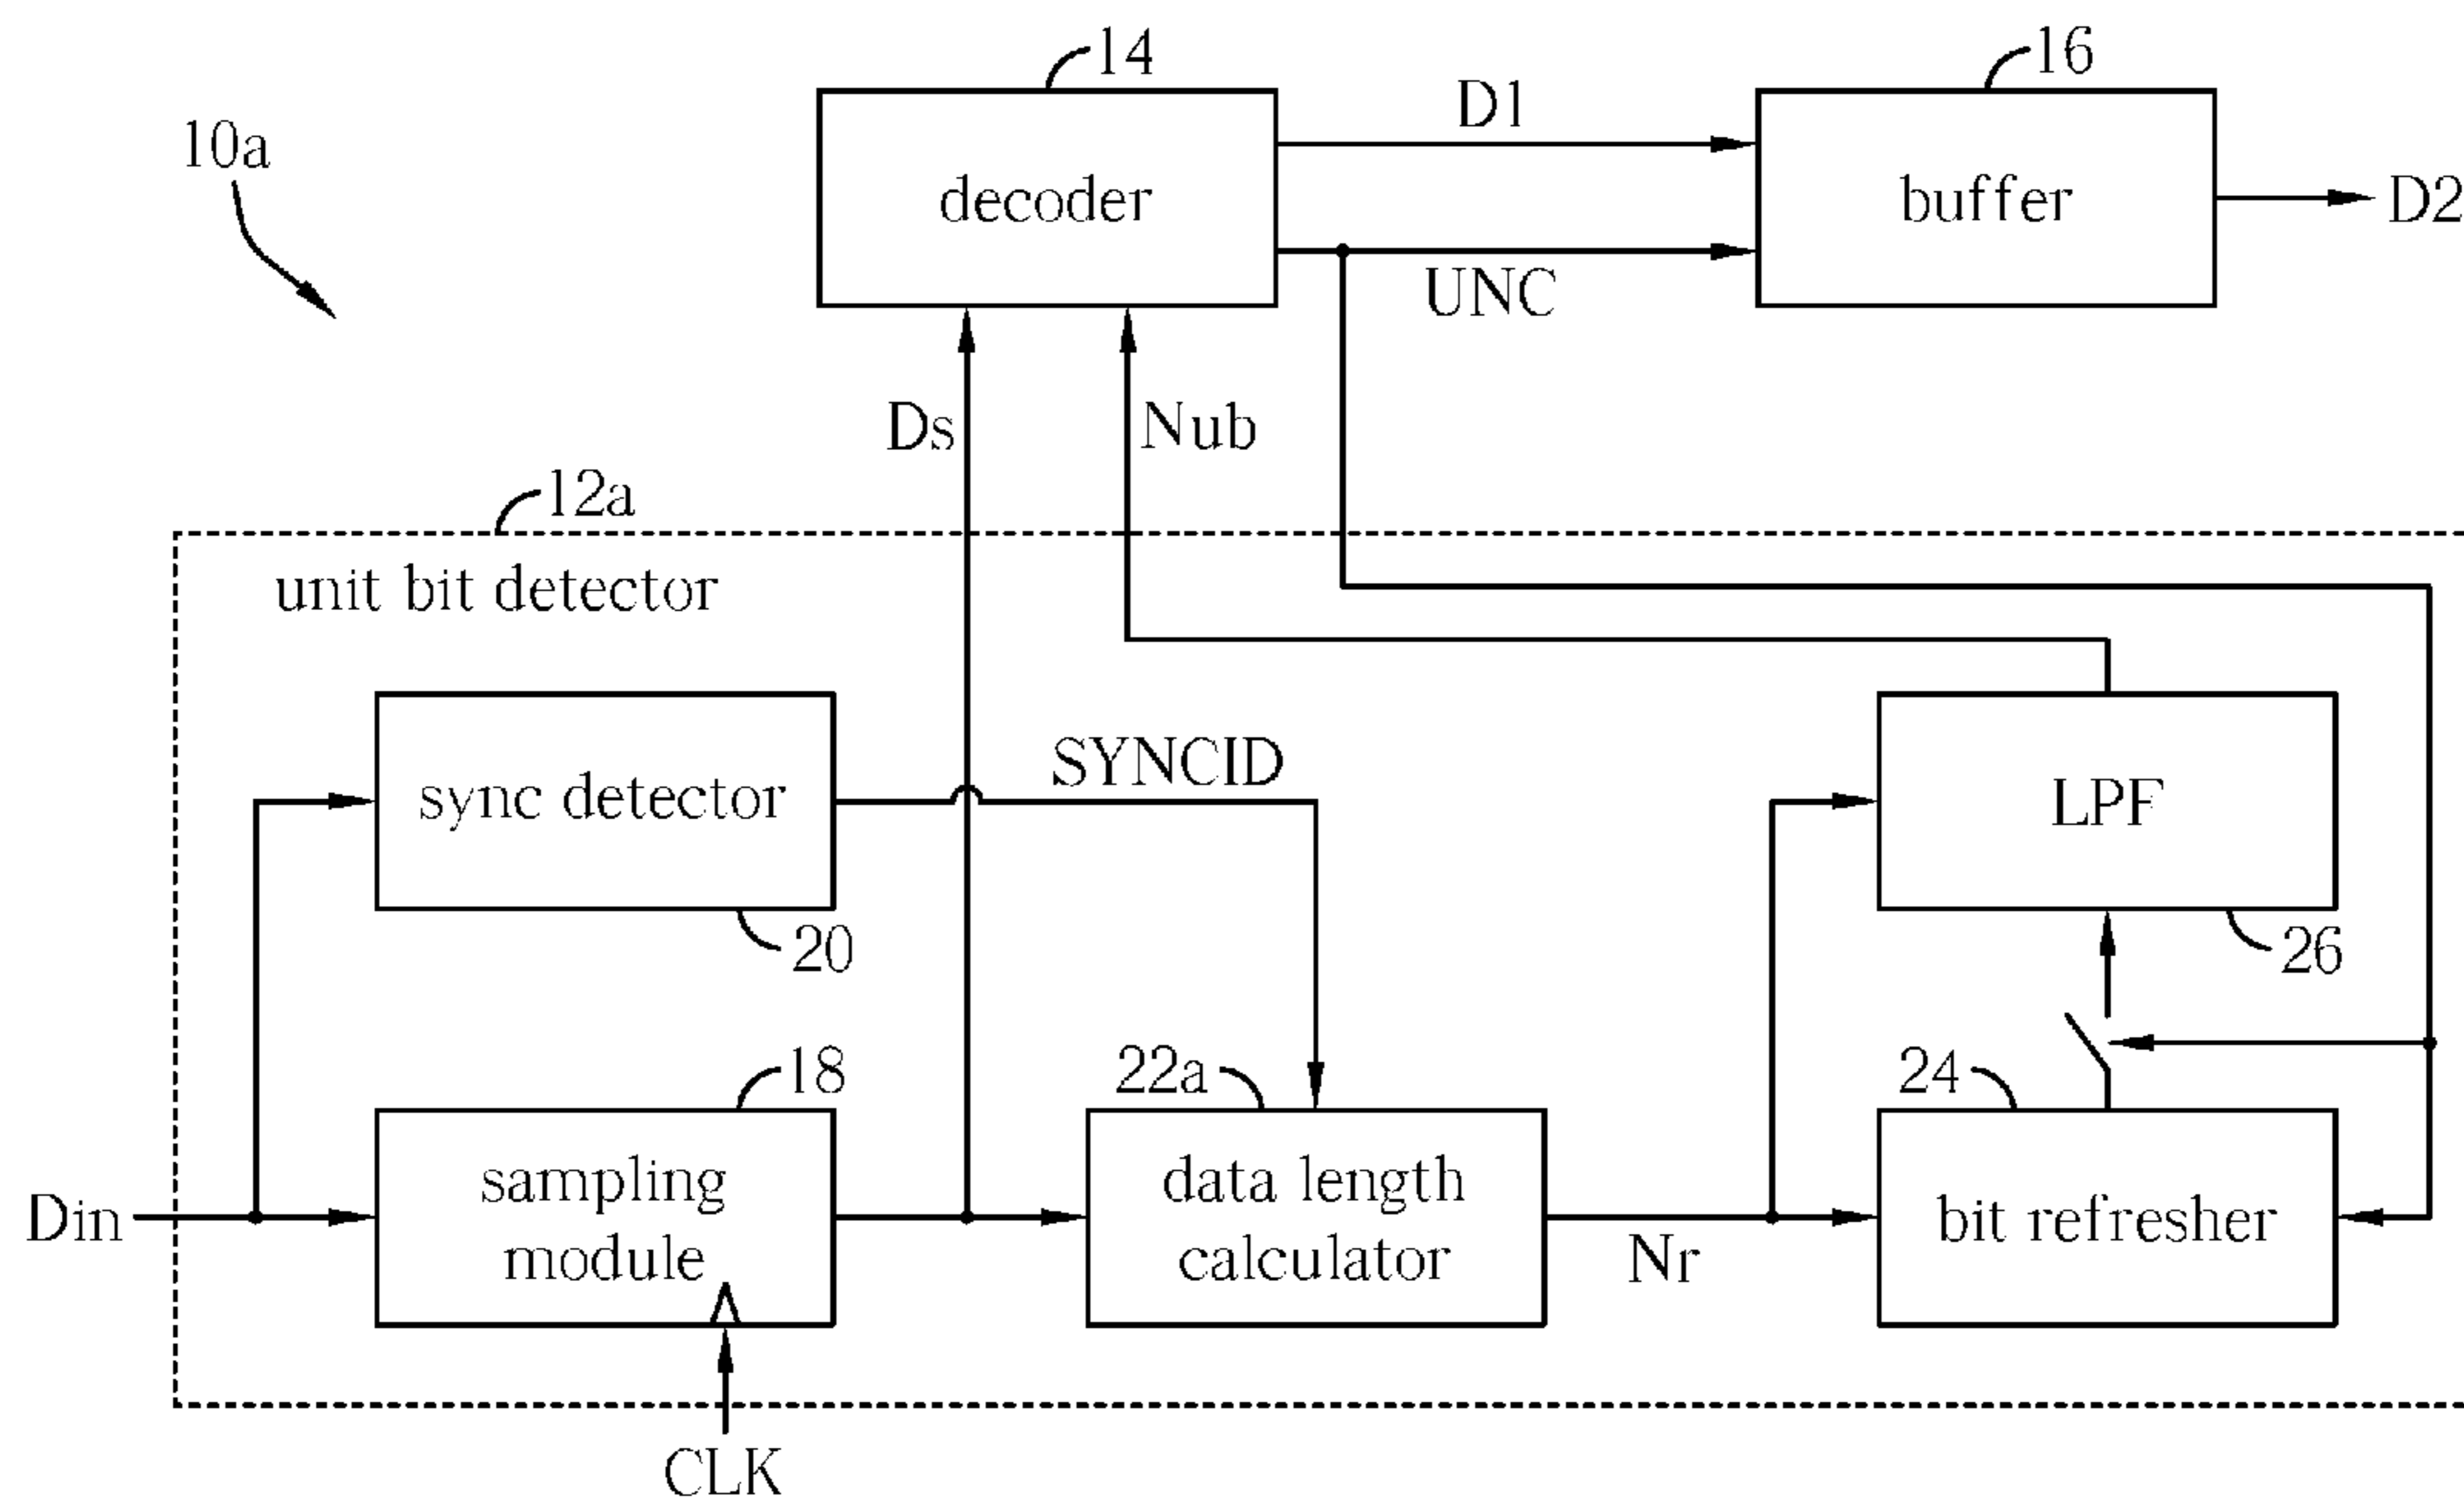 14
16
10a
D1
decoder
buffer
D2
UNC
Ds
Nub
12a
unit bit detector
SYNCID
sync detector
LPF
20
26
18
22a
24
sampling
module
data length
calculator
bit refresher
Din
Nr
CLK